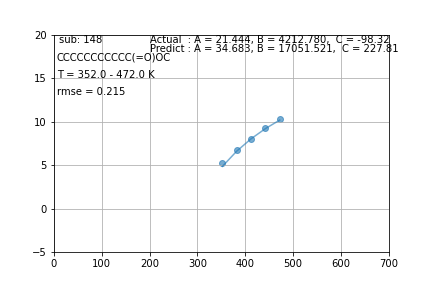 sub: 148
Actual : A = 21.444, B = 4212.780, C = -98.32
Predict : A = 34.683, B = 17051.521, C = 227.81
CCCCCCCCCCC(=O)OC
T = 352.0 - 472.0 K
rmse = 0.215
20
15
10
5
0
−5
0 100 200 300 400 500 600 700